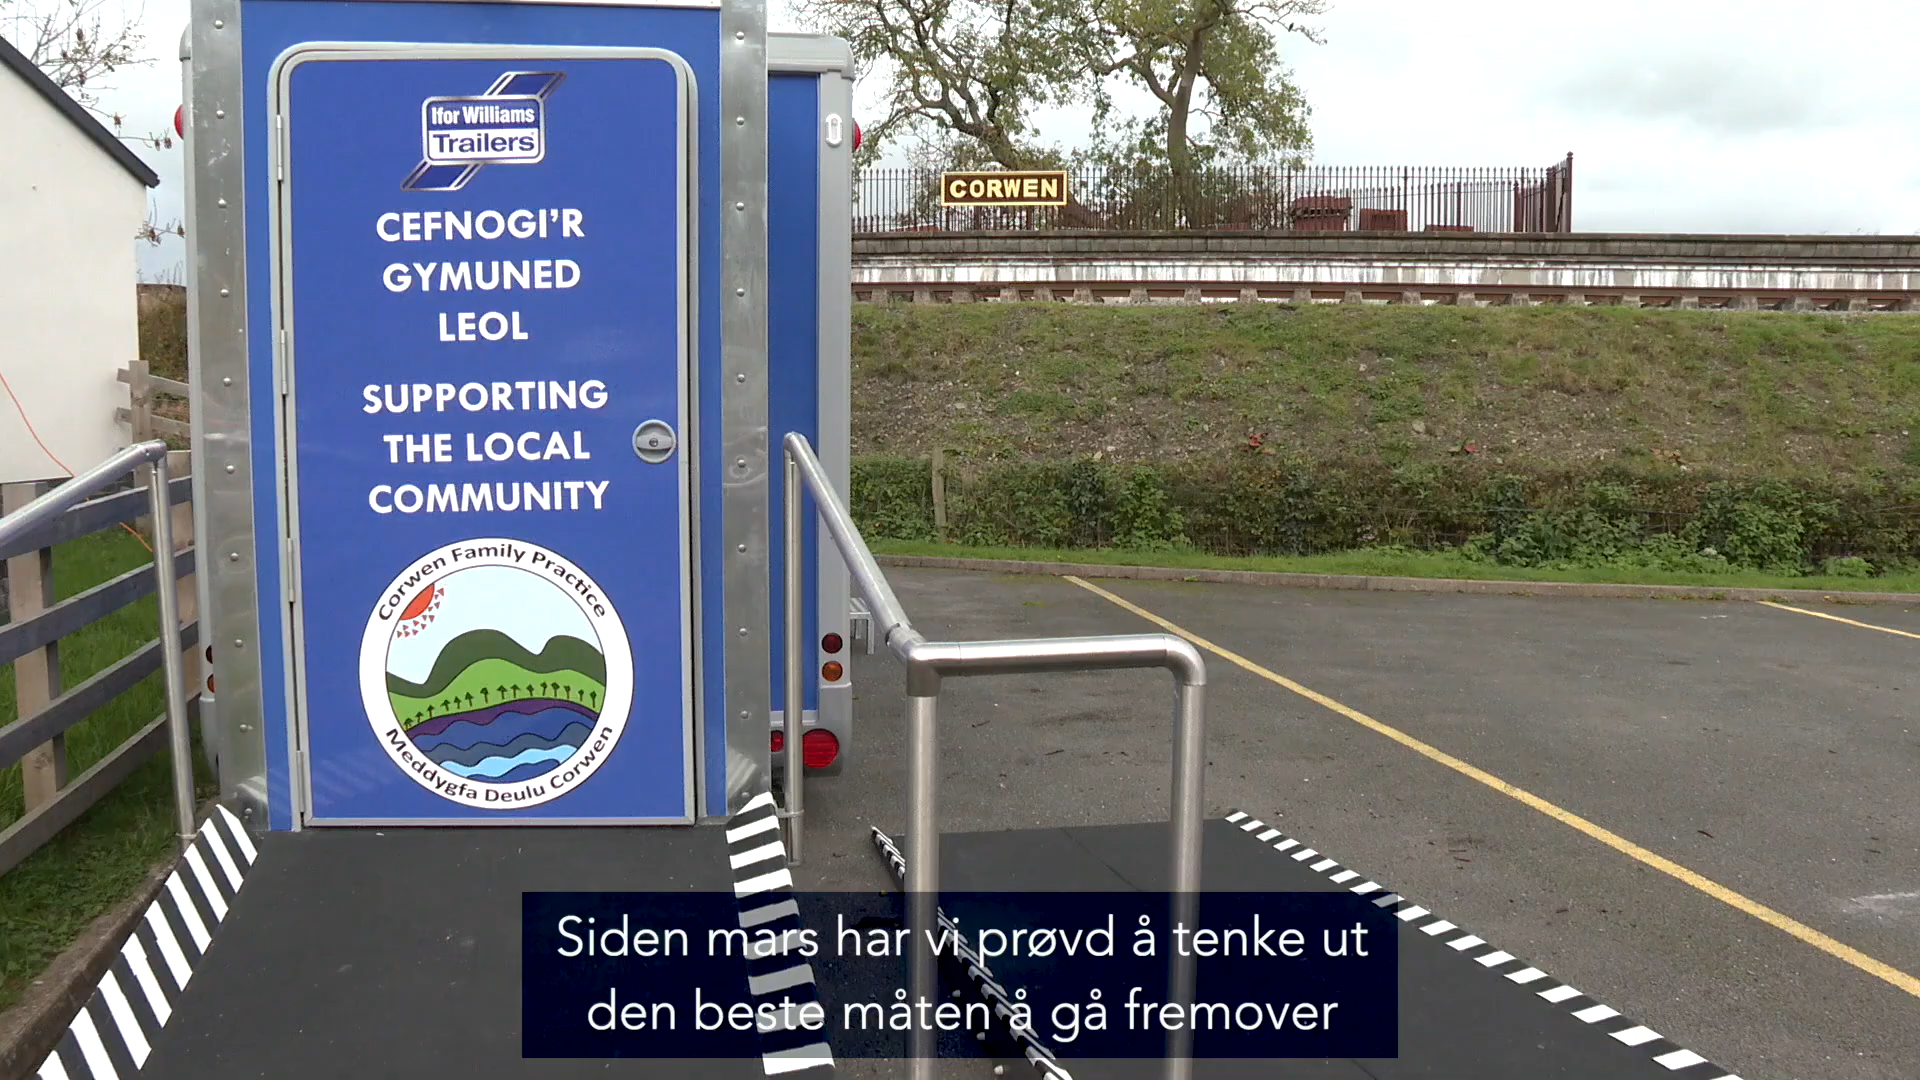 Ifor Williams
Trailers
CEFNOGI'R
GYMUNED
LEOL
SUPPORTING
THE LOCAL
COMMUNITY
Corwen Family Practice
Meddygfa Deulu Corwen
CORWEN
Siden mars har vi prøvd å tenke ut
den beste måten å gå fremover